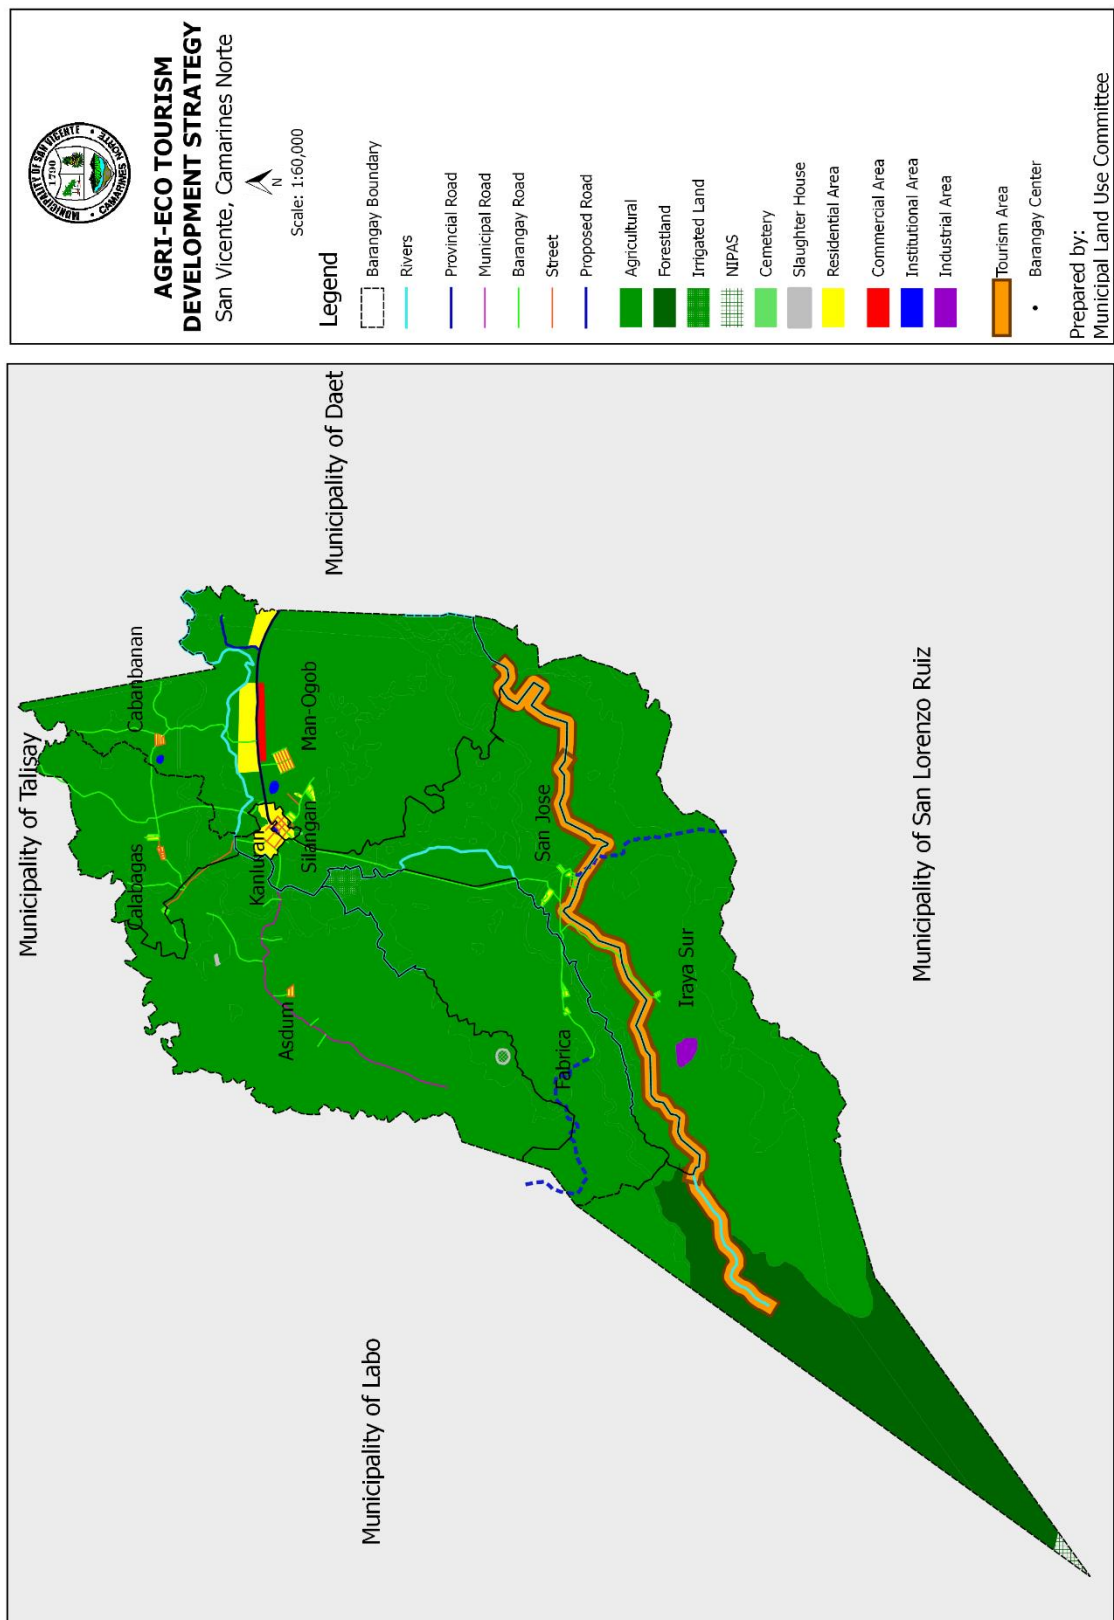 MUNICIPALITY OF SAN VICENTE
1790
CAMARINES NORTE
AGRI-ECO TOURISM
DEVELOPMENT STRATEGY
San Vicente, Camarines Norte
N
Scale: 1:60,000
Legend
Barangay Boundary
Rivers
Provincial Road
Municipal Road
Barangay Road
Street
Proposed Road
Agricultural
Forestland
Irrigated Land
NIPAS
Cemetery
Slaughter House
Residential Area
Commercial Area
Institutional Area
Industrial Area
Tourism Area
Barangay Center
Prepared by:
Municipal Land Use Committee
Municipality of Talisay
Calabagas
Cabanbanan
Kanluran
Silangan
Man-Ogob
Asdum
Municipality of Daet
Municipality of Labo
Fabrica
San Jose
Iraya Sur
Municipality of San Lorenzo Ruiz